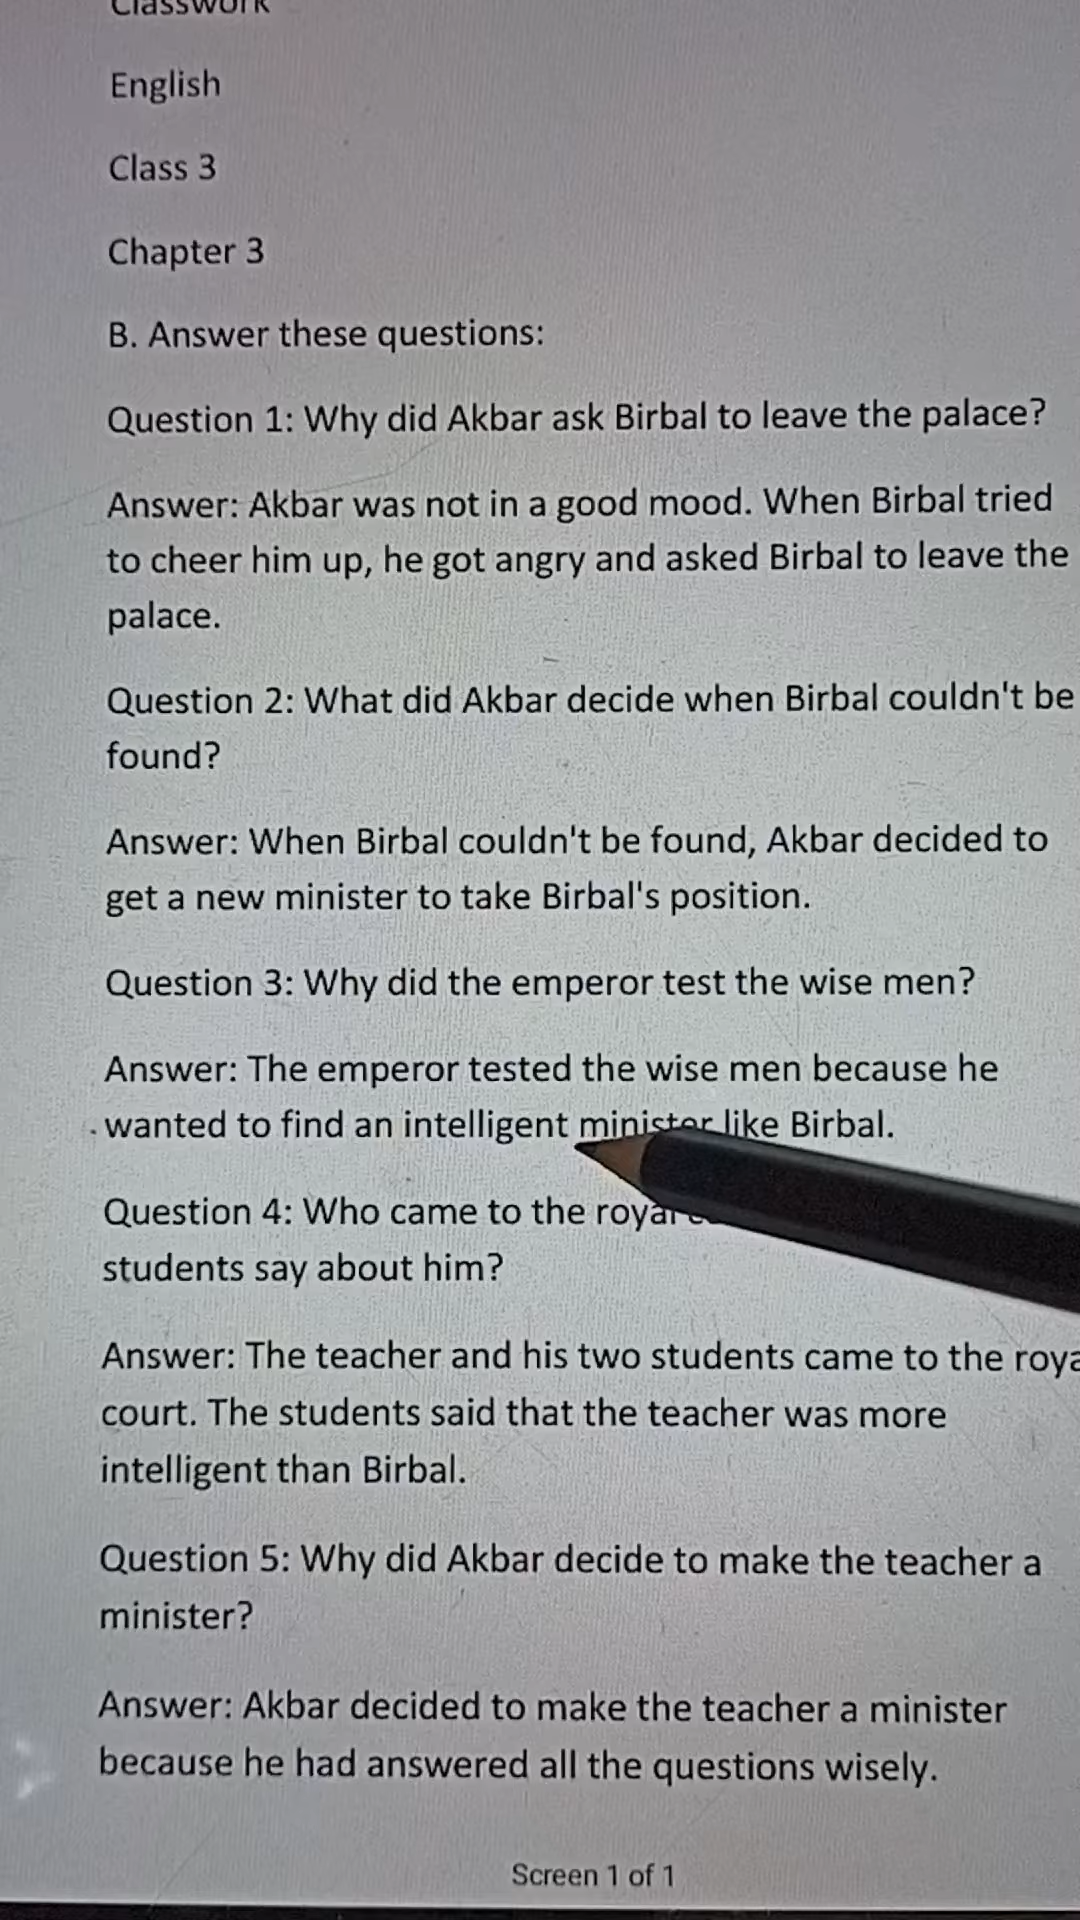 Classwork
English
Class 3
Chapter 3
B. Answer these questions:
Question 1: Why did Akbar ask Birbal to leave the palace?
Answer: Akbar was not in a good mood. When Birbal tried
to cheer him up, he got angry and asked Birbal to leave the
palace.
Question 2: What did Akbar decide when Birbal couldn't be
found?
Answer: When Birbal couldn't be found, Akbar decided to
get a new minister to take Birbal's position.
Question 3: Why did the emperor test the wise men?
Answer: The emperor tested the wise men because he
wanted to find an intelligent minister like Birbal.
Question 4: Who came to the royal
students say about him?
Answer: The teacher and his two students came to the roya
court. The students said that the teacher was more
intelligent than Birbal.
Question 5: Why did Akbar decide to make the teacher a
minister?
Answer: Akbar decided to make the teacher a minister
because he had answered all the questions wisely.
Screen 1 of 1